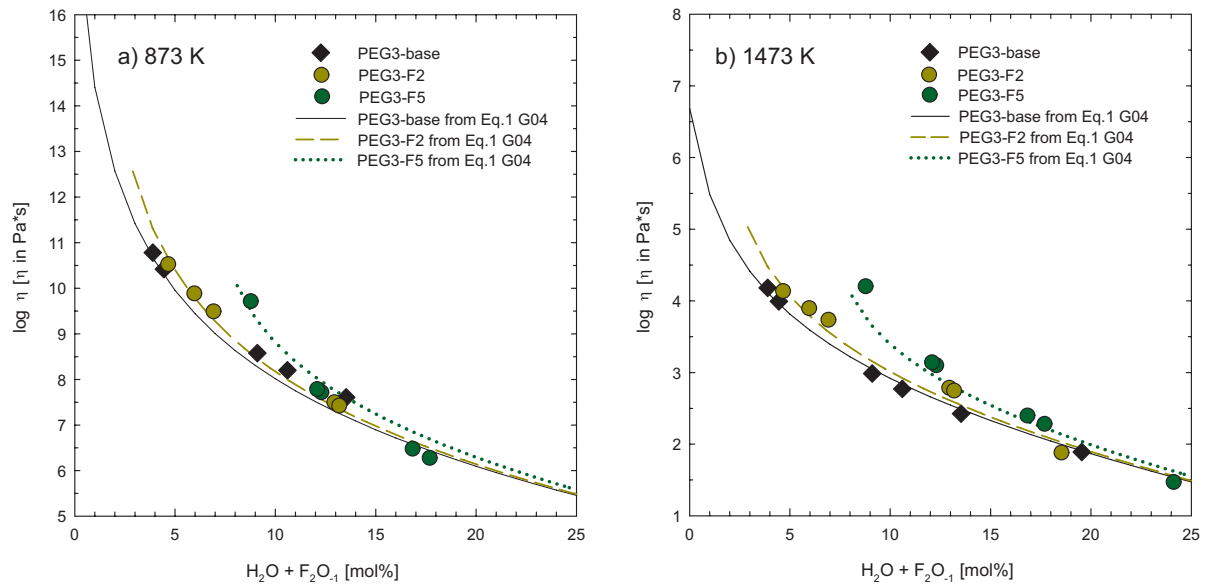 a) 873 K
PEG3-base
PEG3-F2
PEG3-F5
PEG3-base from Eq.1 G04
PEG3-F2 from Eq.1 G04
PEG3-F5 from Eq.1 G04
log η [η in Pa*s]
16
15
14
13
12
11
10
9
8
7
6
5
0 5 10 15 20 25
H₂O + F₂O₋₁ [mol%]
b) 1473 K
PEG3-base
PEG3-F2
PEG3-F5
PEG3-base from Eq.1 G04
PEG3-F2 from Eq.1 G04
PEG3-F5 from Eq.1 G04
log η [η in Pa*s]
8
7
6
5
4
3
2
1
0 5 10 15 20 25
H₂O + F₂O₋₁ [mol%]